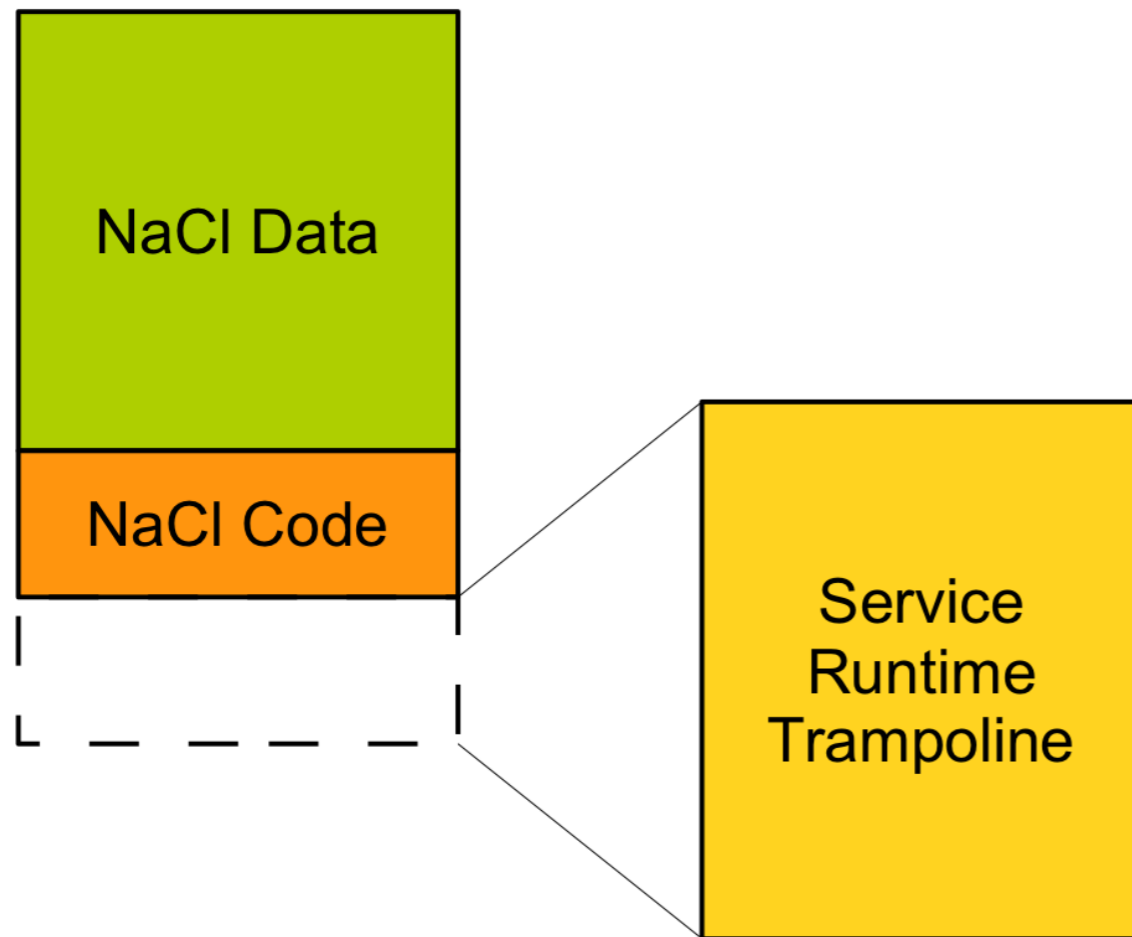 NaCl Data
NaCl Code
Service
Runtime
Trampoline